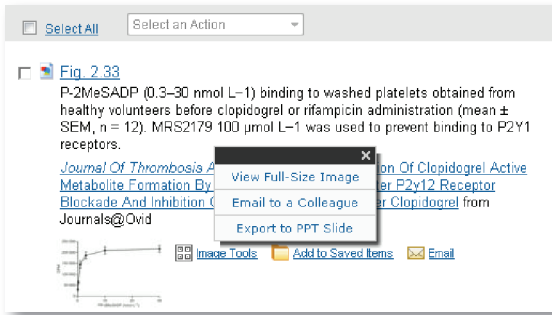 Select All Select an Action
Fig. 2 33
P-2MeSADP (0.3–30 nmol L–1) binding to washed platelets obtained from
healthy volunteers before clopidogrel or rifampicin administration (mean ±
SEM, n = 12). MRS2179 100 µmol L–1 was used to prevent binding to P2Y1
receptors.
Journal Of Thrombosis A on Of Clopidogrel Active
Metabolite Formation By er P2y12 Receptor
Blockade And Inhibition er Clopidogrel from
Journals@Ovid
View Full-Size Image
Email to a Colleague
Export to PPT Slide
Image Tools Add to Saved Items Email